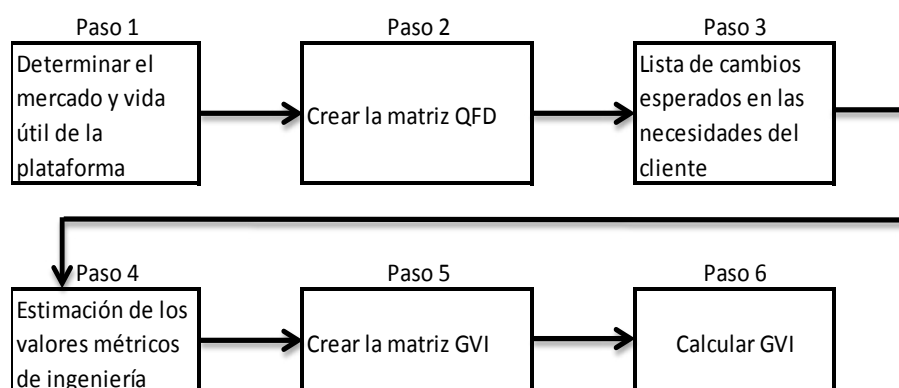 Paso 1
Determinar el
mercado y vida
útil de la
plataforma
Paso 2
Crear la matriz QFD
Paso 3
Lista de cambios
esperados en las
necesidades del
cliente
Paso 4
Estimación de los
valores métricos
de ingeniería
Paso 5
Crear la matriz GVI
Paso 6
Calcular GVI